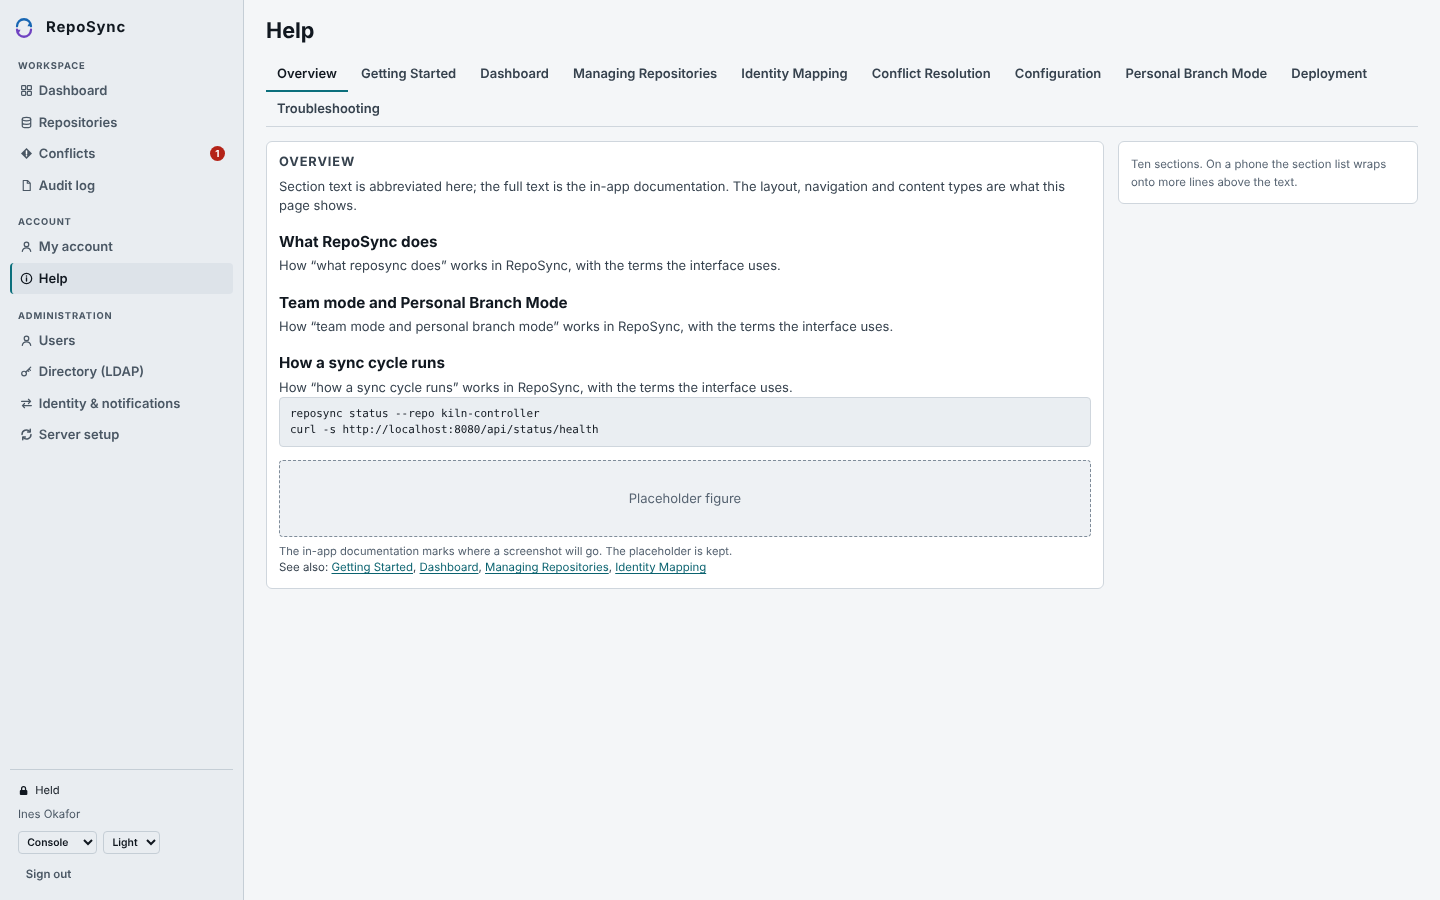 RepoSync
WORKSPACE
Dashboard
Repositories
Conflicts 1
Audit log
ACCOUNT
My account
Help
ADMINISTRATION
Users
Directory (LDAP)
Identity & notifications
Server setup
Held
Ines Okafor
Console Light
Sign out
Help
Overview Getting Started Dashboard Managing Repositories Identity Mapping Conflict Resolution Configuration Personal Branch Mode Deployment
Troubleshooting
OVERVIEW
Section text is abbreviated here; the full text is the in-app documentation. The layout, navigation and content types are what this
page shows.
What RepoSync does
How “what reposync does” works in RepoSync, with the terms the interface uses.
Team mode and Personal Branch Mode
How “team mode and personal branch mode” works in RepoSync, with the terms the interface uses.
How a sync cycle runs
How “how a sync cycle runs” works in RepoSync, with the terms the interface uses.
reposync status --repo kiln-controller
curl -s http://localhost:8080/api/status/health
Placeholder figure
The in-app documentation marks where a screenshot will go. The placeholder is kept.
See also: Getting Started, Dashboard, Managing Repositories, Identity Mapping
Ten sections. On a phone the section list wraps
onto more lines above the text.